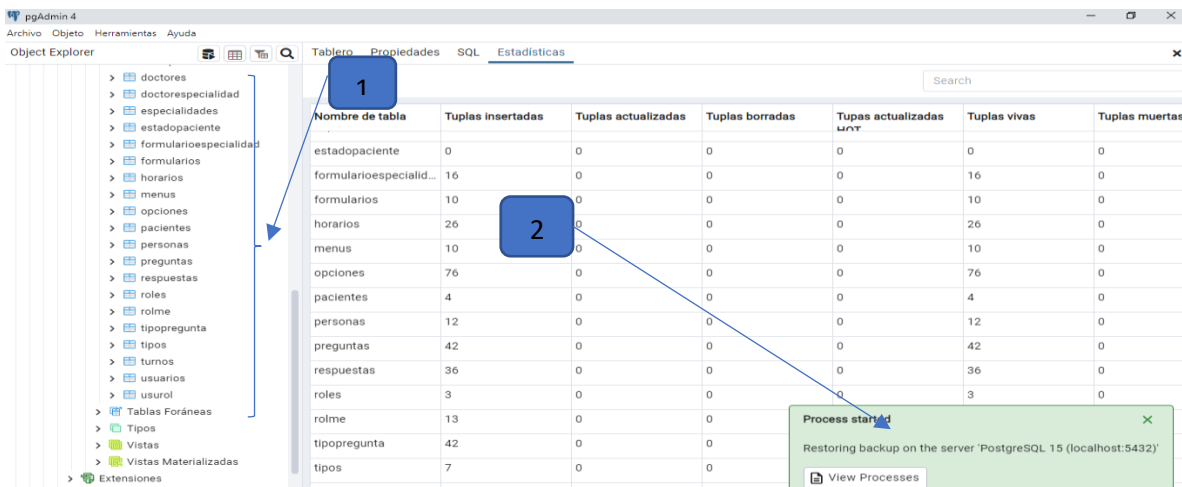 pgAdmin 4
Archivo Objeto Herramientas Ayuda
Object Explorer
Tablero Propiedades SQL Estadísticas
doctores
doctorespecialidad
especialidades
estadopaciente
formularioespecialidad
formularios
horarios
menus
opciones
pacientes
personas
preguntas
respuestas
roles
rolme
tipopregunta
tipos
turnos
usuarios
usurol
Tablas Foráneas
Tipos
Vistas
Vistas Materializadas
Extensiones
1
2
Search
Nombre de tabla Tuplas insertadas Tuplas actualizadas Tuplas borradas Tupas actualizadas HOT Tuplas vivas Tuplas muertas
estadopaciente 0 0 0 0 0 0
formularioespecialid... 16 0 0 0 16 0
formularios 10 0 0 0 10 0
horarios 26 0 0 0 26 0
menus 10 0 0 0 10 0
opciones 76 0 0 0 76 0
pacientes 4 0 0 0 4 0
personas 12 0 0 0 12 0
preguntas 42 0 0 0 42 0
respuestas 36 0 0 0 36 0
roles 3 0 0 0 3 0
rolme 13 0 0
tipopregunta 42 0 0
tipos 7 0 0
Process started
Restoring backup on the server 'PostgreSQL 15 (localhost:5432)'
View Processes